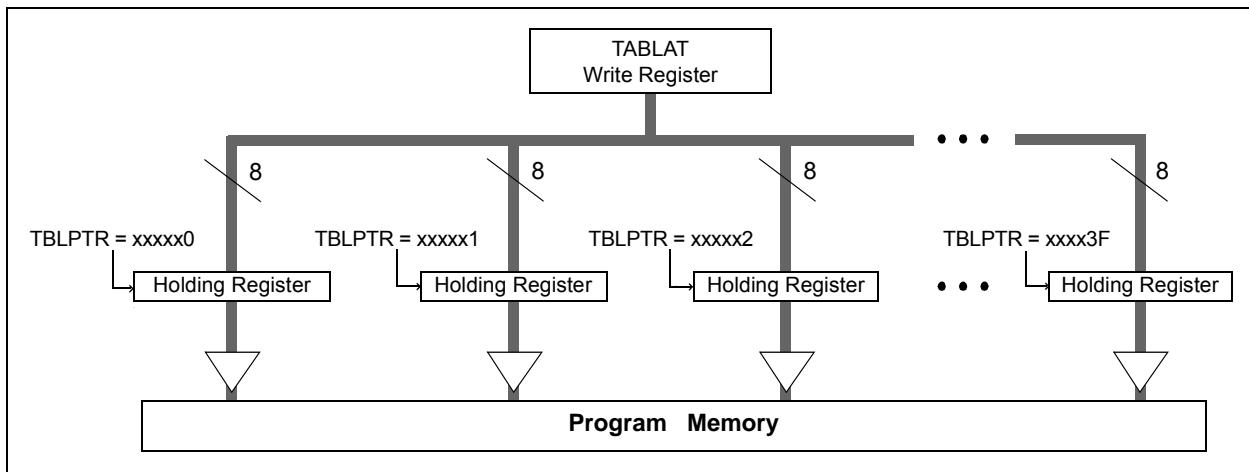 TABLAT
Write Register
• • •
8 8 8 8
TBLPTR = xxxxx0 TBLPTR = xxxxx1 TBLPTR = xxxxx2 TBLPTR = xxxx3F
Holding Register Holding Register Holding Register • • • Holding Register
Program Memory